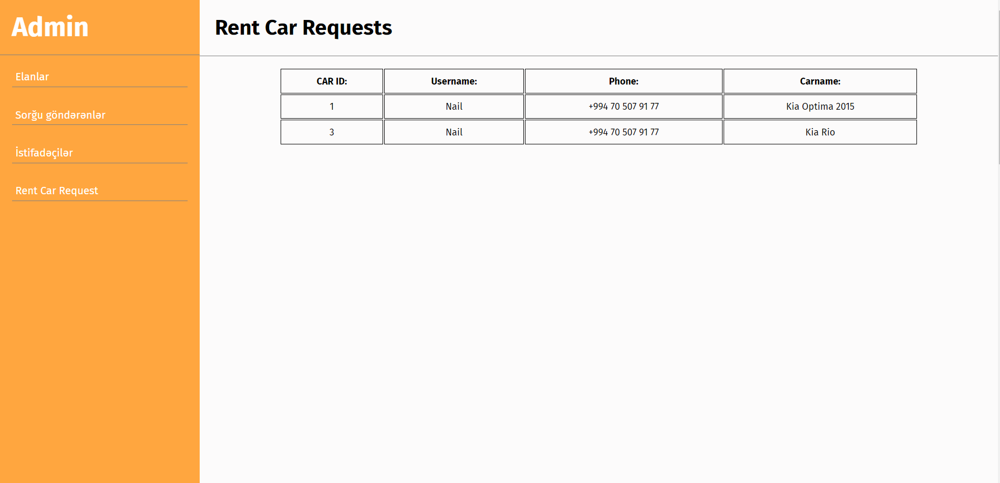 Admin
Elanlar
Sorğu göndərənlər
İstifadəçilər
Rent Car Request
Rent Car Requests
CAR ID: Username: Phone: Carname:
1 Nail +994 70 507 91 77 Kia Optima 2015
3 Nail +994 70 507 91 77 Kia Rio